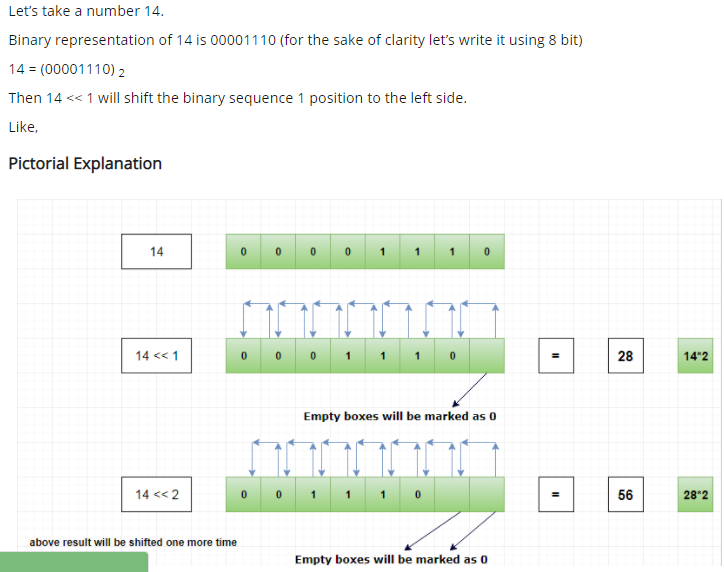 Let's take a number 14.
Binary representation of 14 is 00001110 (for the sake of clarity let's write it using 8 bit)
14 = (00001110) 2
Then 14 << 1 will shift the binary sequence 1 position to the left side.
Like,
Pictorial Explanation
14 0 0 0 0 1 1 1 0
14 << 1 0 0 0 1 1 1 0 = 28 14*2
Empty boxes will be marked as 0
14 << 2 0 0 1 1 1 0 = 56 28*2
above result will be shifted one more time
Empty boxes will be marked as 0